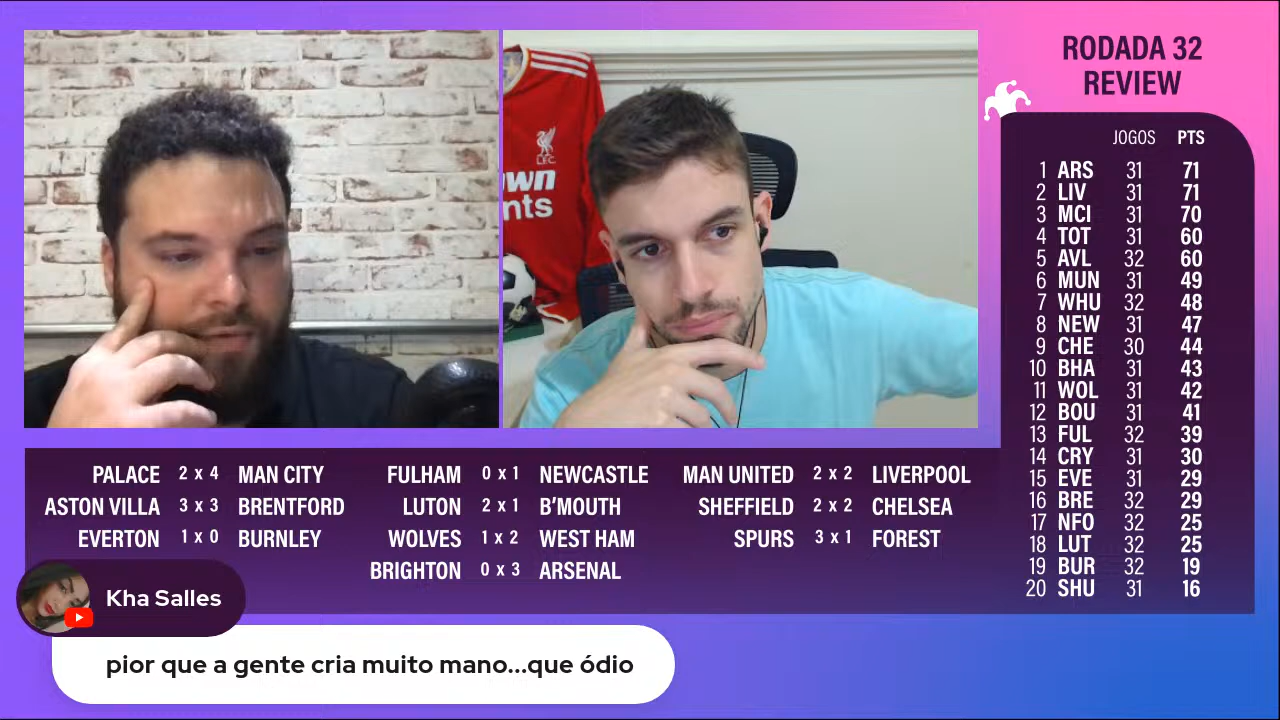 RODADA 32
REVIEW
JOGOS PTS
1 ARS 31 71
2 LIV 31 71
3 MCI 31 70
4 TOT 31 60
5 AVL 32 60
6 MUN 31 49
7 WHU 32 48
8 NEW 31 47
9 CHE 30 44
10 BHA 31 43
11 WOL 31 42
12 BOU 31 41
13 FUL 32 39
14 CRY 31 30
15 EVE 31 29
16 BRE 32 29
17 NFO 32 25
18 LUT 32 25
19 BUR 32 19
20 SHU 31 16
L.F.C.
wn
nts
PALACE 2 x 4 MAN CITY FULHAM 0 x 1 NEWCASTLE MAN UNITED 2 x 2 LIVERPOOL
ASTON VILLA 3 x 3 BRENTFORD LUTON 2 x 1 B'MOUTH SHEFFIELD 2 x 2 CHELSEA
EVERTON 1 x 0 BURNLEY WOLVES 1 x 2 WEST HAM SPURS 3 x 1 FOREST
BRIGHTON 0 x 3 ARSENAL
Kha Salles
pior que a gente cria muito mano...que ódio